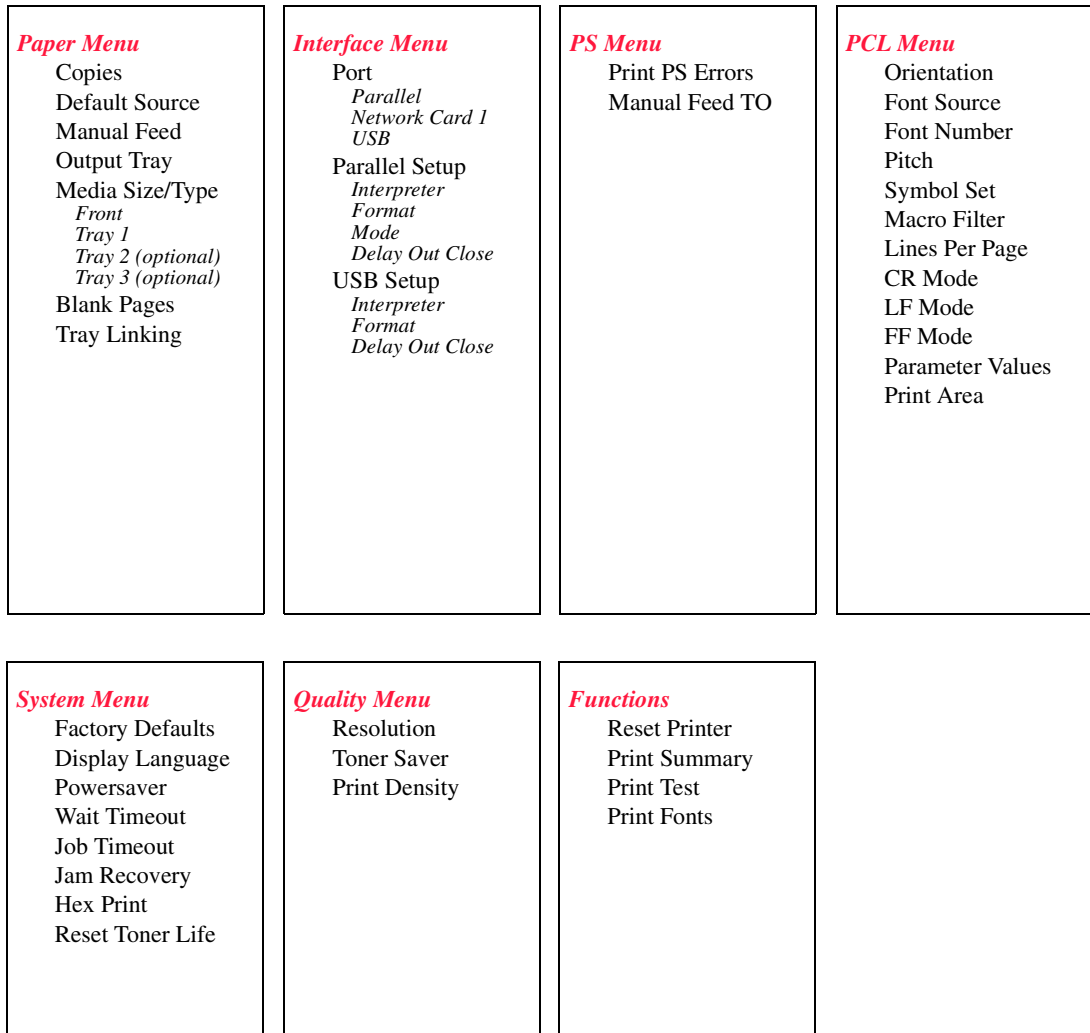 Paper Menu
Copies
Default Source
Manual Feed
Output Tray
Media Size/Type
Front
Tray 1
Tray 2 (optional)
Tray 3 (optional)
Blank Pages
Tray Linking
Interface Menu
Port
Parallel
Network Card 1
USB
Parallel Setup
Interpreter
Format
Mode
Delay Out Close
USB Setup
Interpreter
Format
Delay Out Close
PS Menu
Print PS Errors
Manual Feed TO
PCL Menu
Orientation
Font Source
Font Number
Pitch
Symbol Set
Macro Filter
Lines Per Page
CR Mode
LF Mode
FF Mode
Parameter Values
Print Area
System Menu
Factory Defaults
Display Language
Powersaver
Wait Timeout
Job Timeout
Jam Recovery
Hex Print
Reset Toner Life
Quality Menu
Resolution
Toner Saver
Print Density
Functions
Reset Printer
Print Summary
Print Test
Print Fonts